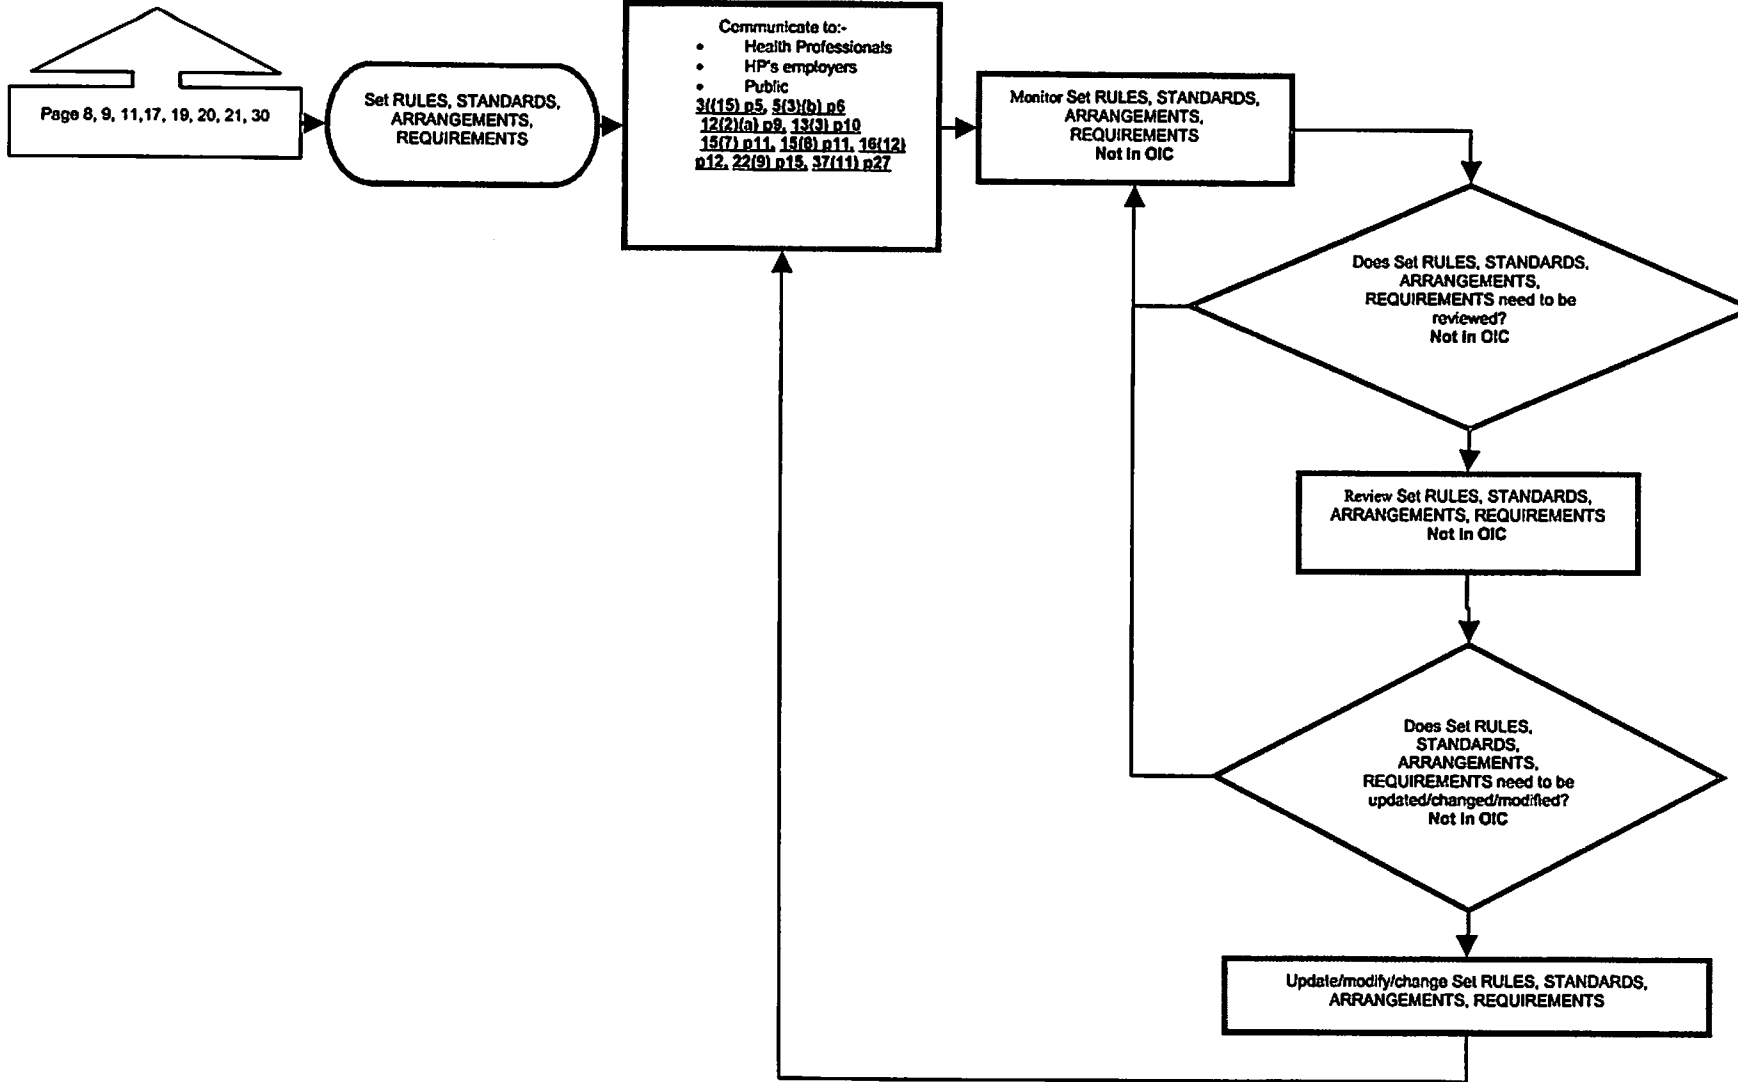 Page 8, 9, 11,17, 19, 20, 21, 30
Set RULES, STANDARDS,
ARRANGEMENTS,
REQUIREMENTS
Communicate to:-
• Health Professionals
• HP's employers
• Public
3((15) p5, 5(3)(b) p6
12(2)(a) p9, 13(3) p10
15(7) p11, 15(8) p11, 16(12)
p12, 22(9) p15, 37(11) p27
Monitor Set RULES, STANDARDS,
ARRANGEMENTS,
REQUIREMENTS
Not in OIC
Does Set RULES, STANDARDS,
ARRANGEMENTS,
REQUIREMENTS need to be
reviewed?
Not in OIC
Review Set RULES, STANDARDS,
ARRANGEMENTS, REQUIREMENTS
Not in OIC
Does Set RULES,
STANDARDS,
ARRANGEMENTS,
REQUIREMENTS need to be
updated/changed/modified?
Not in OIC
Update/modify/change Set RULES, STANDARDS,
ARRANGEMENTS, REQUIREMENTS